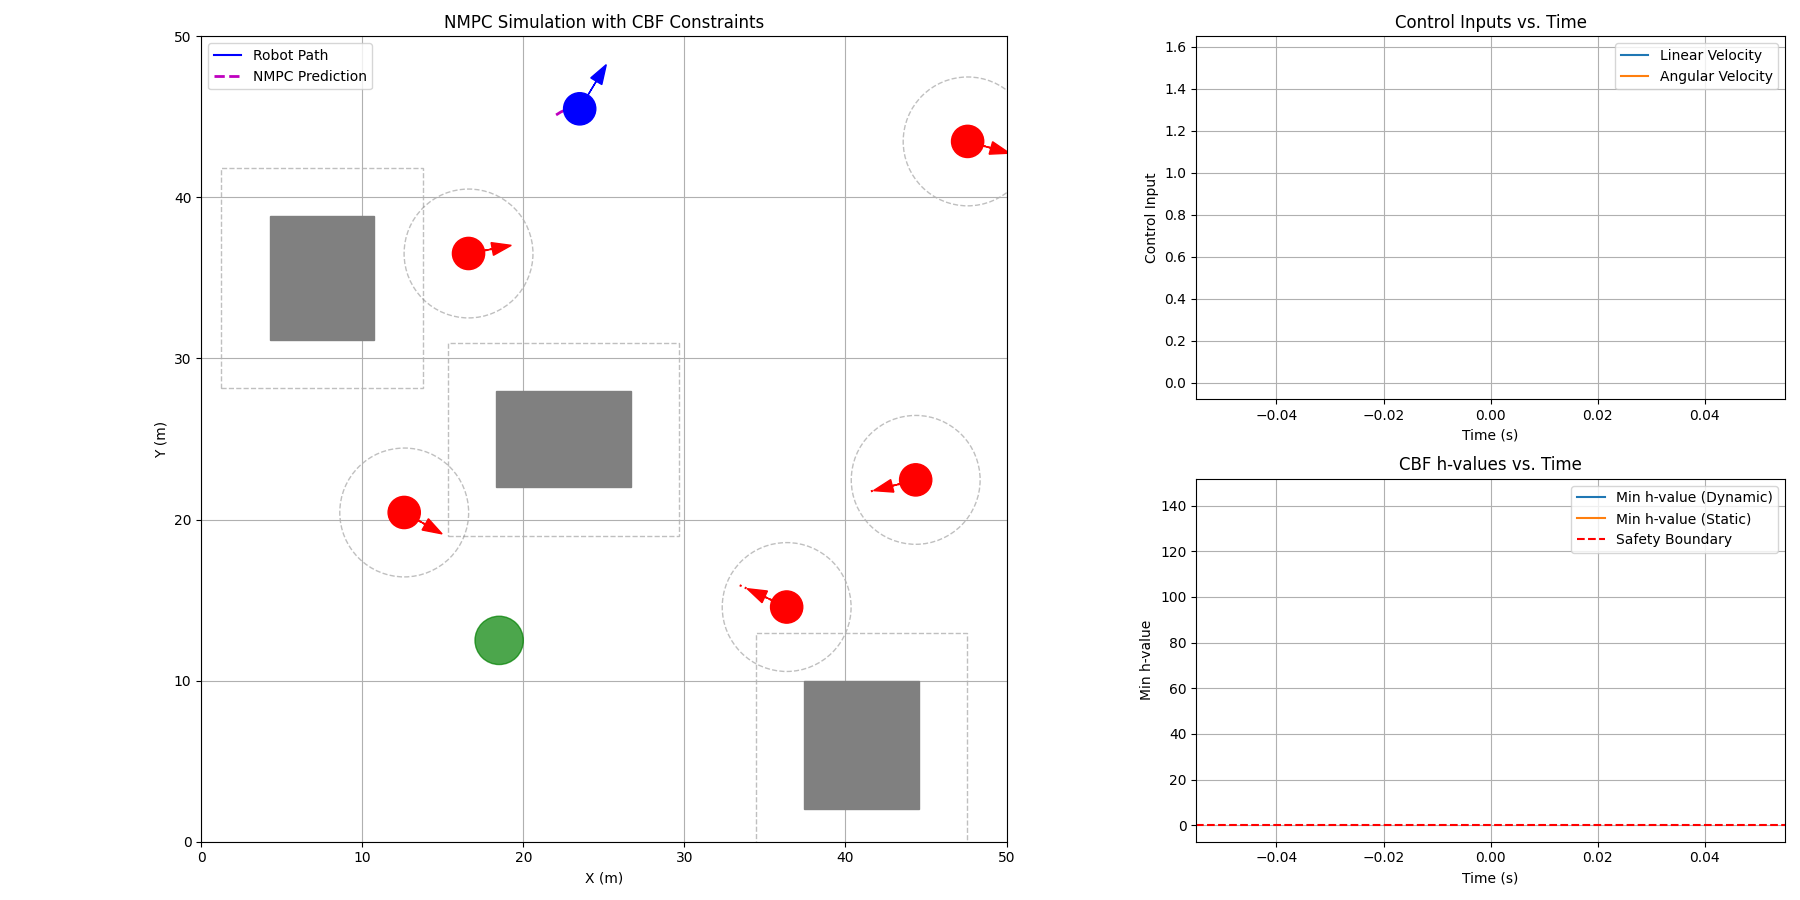 NMPC Simulation with CBF Constraints
Robot Path
NMPC Prediction
50
40
30
20
10
0
Y (m)
0 10 20 30 40 50
X (m)
Control Inputs vs. Time
Linear Velocity
Angular Velocity
1.6
1.4
1.2
1.0
0.8
0.6
0.4
0.2
0.0
Control Input
−0.04 −0.02 0.00 0.02 0.04
Time (s)
CBF h-values vs. Time
Min h-value (Dynamic)
Min h-value (Static)
Safety Boundary
140
120
100
80
60
40
20
0
Min h-value
−0.04 −0.02 0.00 0.02 0.04
Time (s)